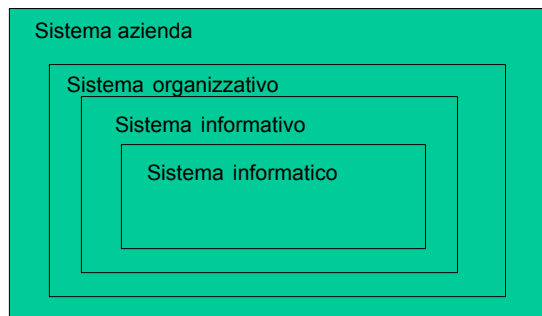 Sistema azienda
Sistema organizzativo
Sistema informativo
Sistema informatico